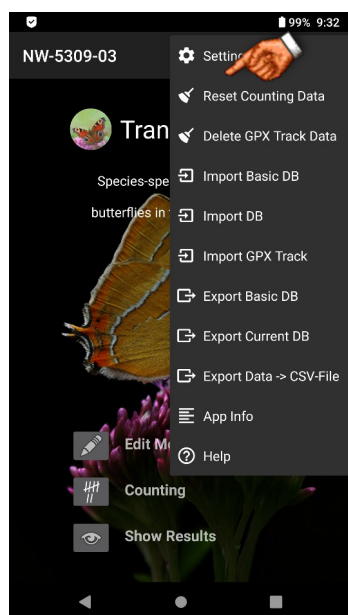 99% 9:32
NW-5309-03
Reset Counting Data
Tran
Delete GPX Track Data
Species-spe
Import Basic DB
butterflies in
Import DB
Import GPX Track
Export Basic DB
Export Current DB
Export Data -> CSV-File
App Info
Edit M
Help
Counting
Show Results